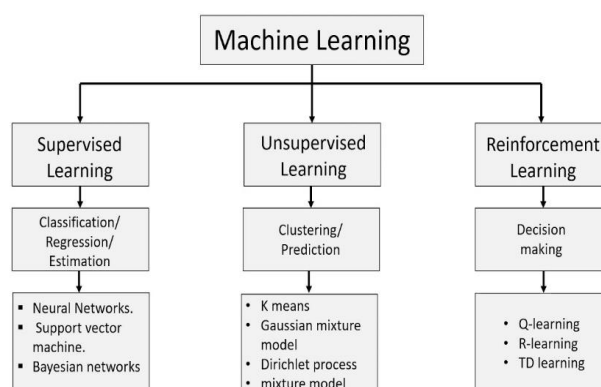 Machine Learning
Supervised
Learning
Unsupervised
Learning
Reinforcement
Learning
Classification/
Regression/
Estimation
Clustering/
Prediction
Decision
making
▪ Neural Networks.
▪ Support vector
machine.
▪ Bayesian networks
• K means
• Gaussian mixture
model
• Dirichlet process
• mixture model
• Q-learning
• R-learning
• TD learning